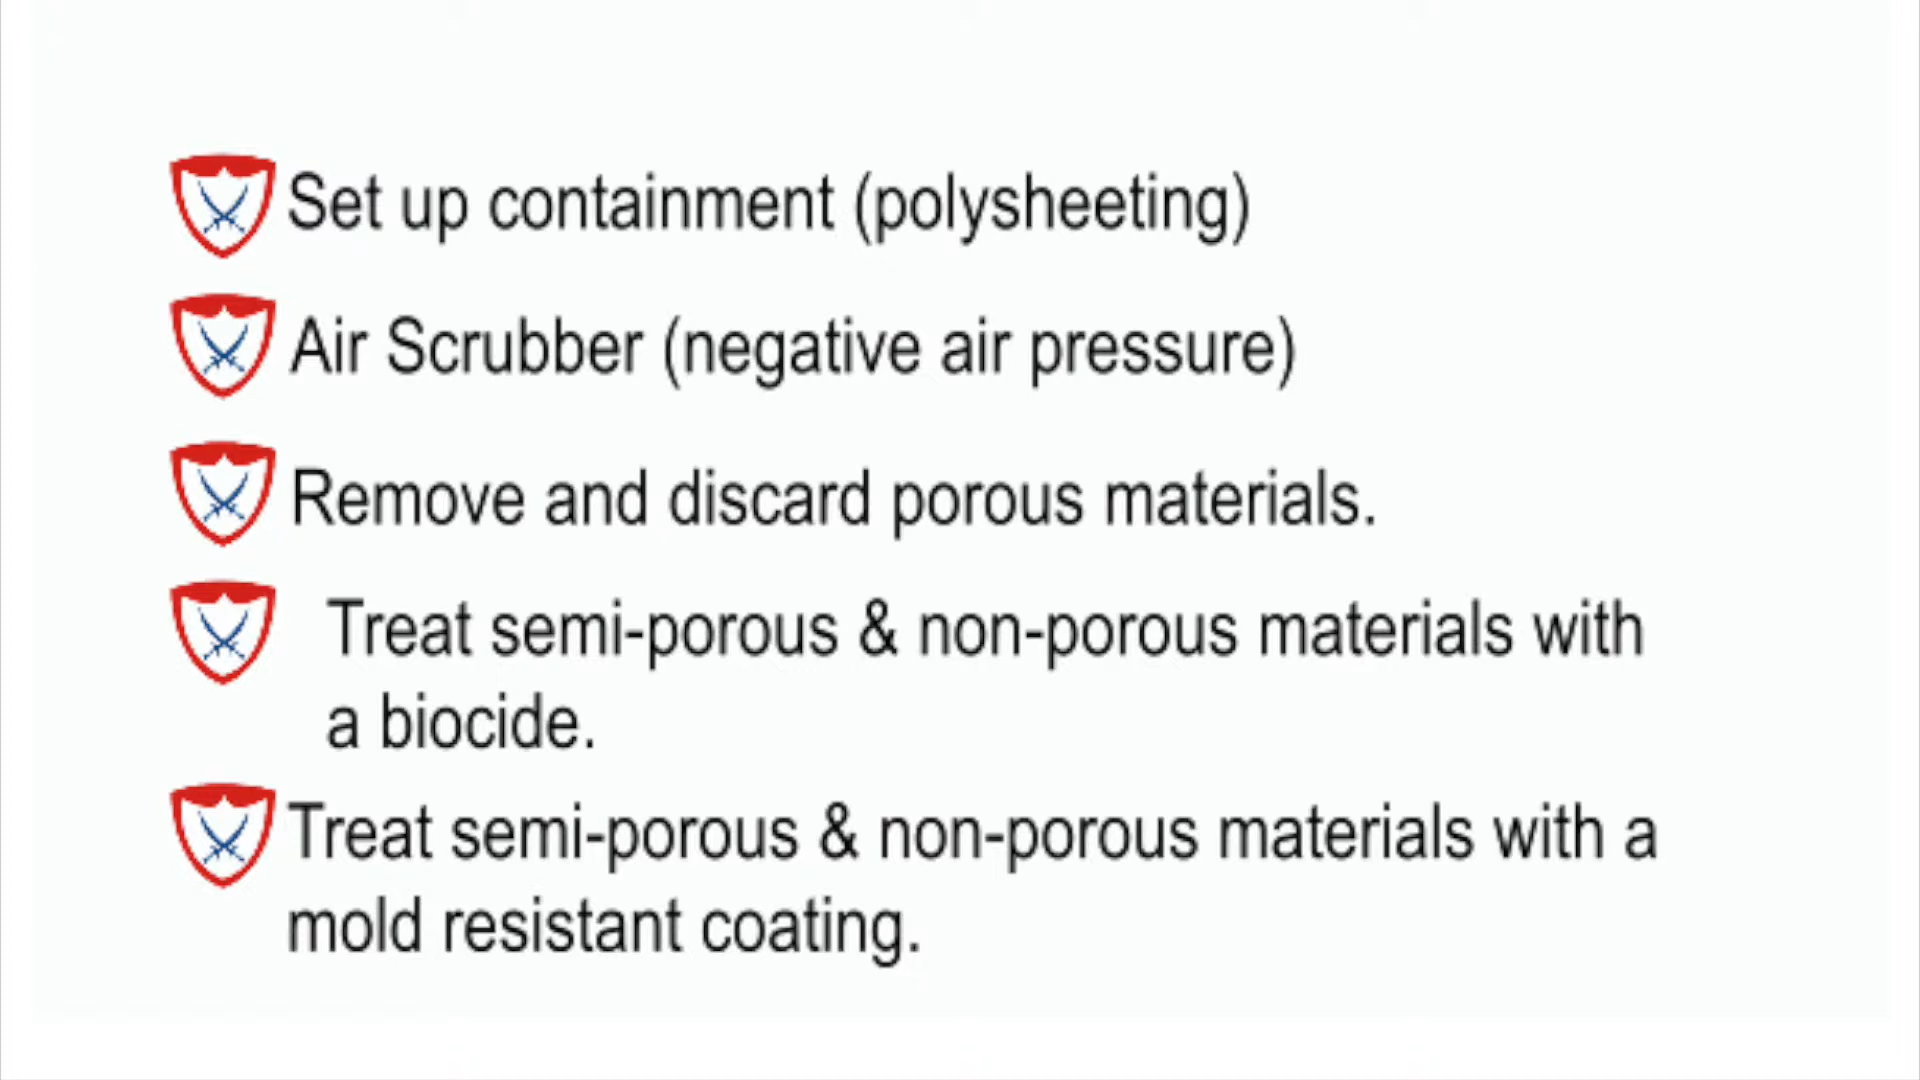 Set up containment (polysheeting)
Air Scrubber (negative air pressure)
Remove and discard porous materials.
Treat semi-porous & non-porous materials with
a biocide.
Treat semi-porous & non-porous materials with a
mold resistant coating.